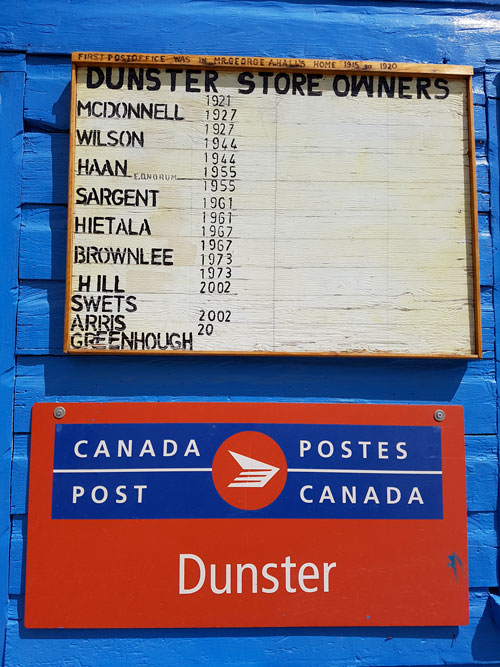 FIRST POSTOFFICE WAS IN MR. GEORGE A. HALL'S HOME 1915 to 1920
DUNSTER STORE OWNERS
1921
MCDONNELL 1927
1927
WILSON 1944
1944
HAAN E.O.NORUM 1955
1955
SARGENT 1961
1961
HIETALA 1967
1967
BROWNLEE 1973
1973
HILL 2002
SWETS
ARRIS 2002
GREENHOUGH 20
CANADA POSTES
POST CANADA
Dunster